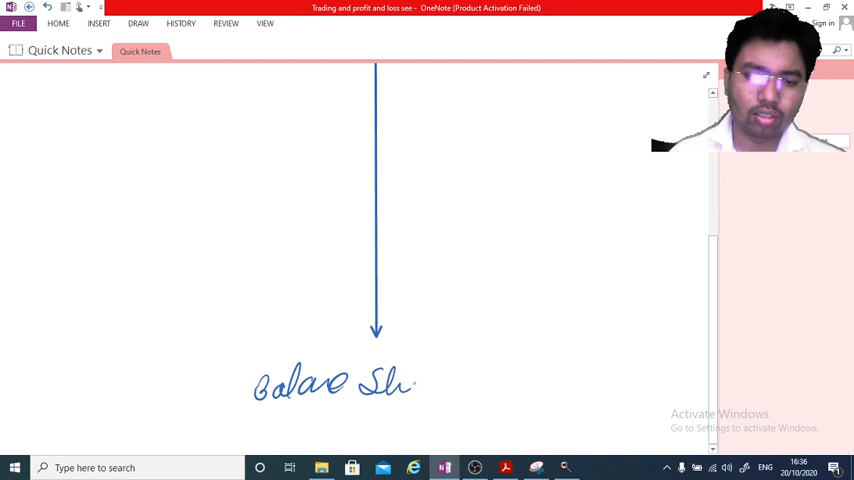 Trading and profit and loss see - OneNote (Product Activation Failed)
FILE HOME INSERT DRAW HISTORY REVIEW VIEW
Sign in
Quick Notes Quick Notes
Sh
Activate Windows
Go to Settings to activate Windows.
Type here to search
ENG 16:36
20/10/2020